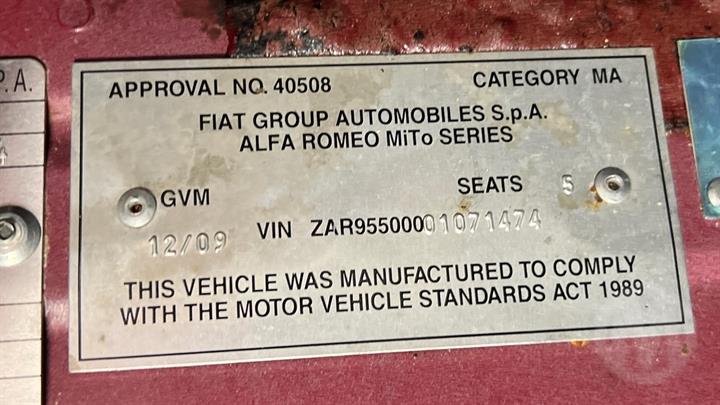 P.A.
4
APPROVAL NO. 40508 CATEGORY MA
FIAT GROUP AUTOMOBILES S.p.A.
ALFA ROMEO MiTo SERIES
GVM SEATS 5
12/09 VIN ZAR95500001071474
THIS VEHICLE WAS MANUFACTURED TO COMPLY
WITH THE MOTOR VEHICLE STANDARDS ACT 1989